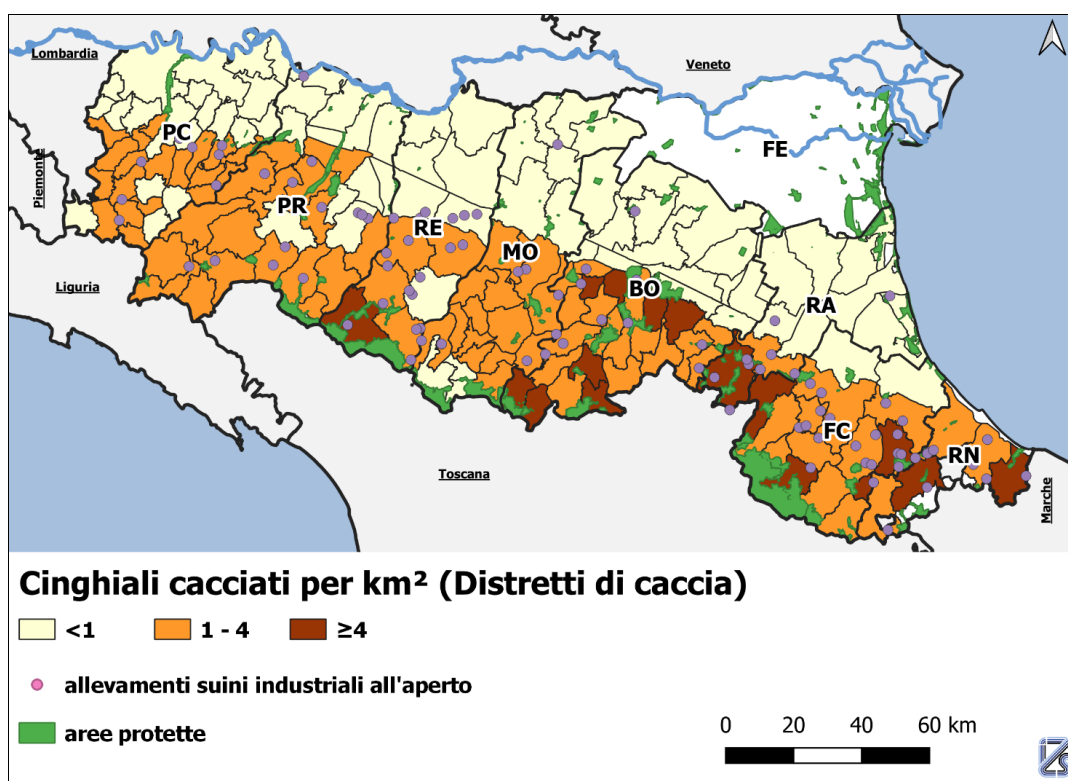 Lombardia
Veneto
Piemonte
PC
FE
PR
RE
MO
BO
RA
Liguria
FC
RN
Toscana
Marche
Cinghiali cacciati per km² (Distretti di caccia)
<1 1 - 4 ≥4
allevamenti suini industriali all'aperto
aree protette
0 20 40 60 km